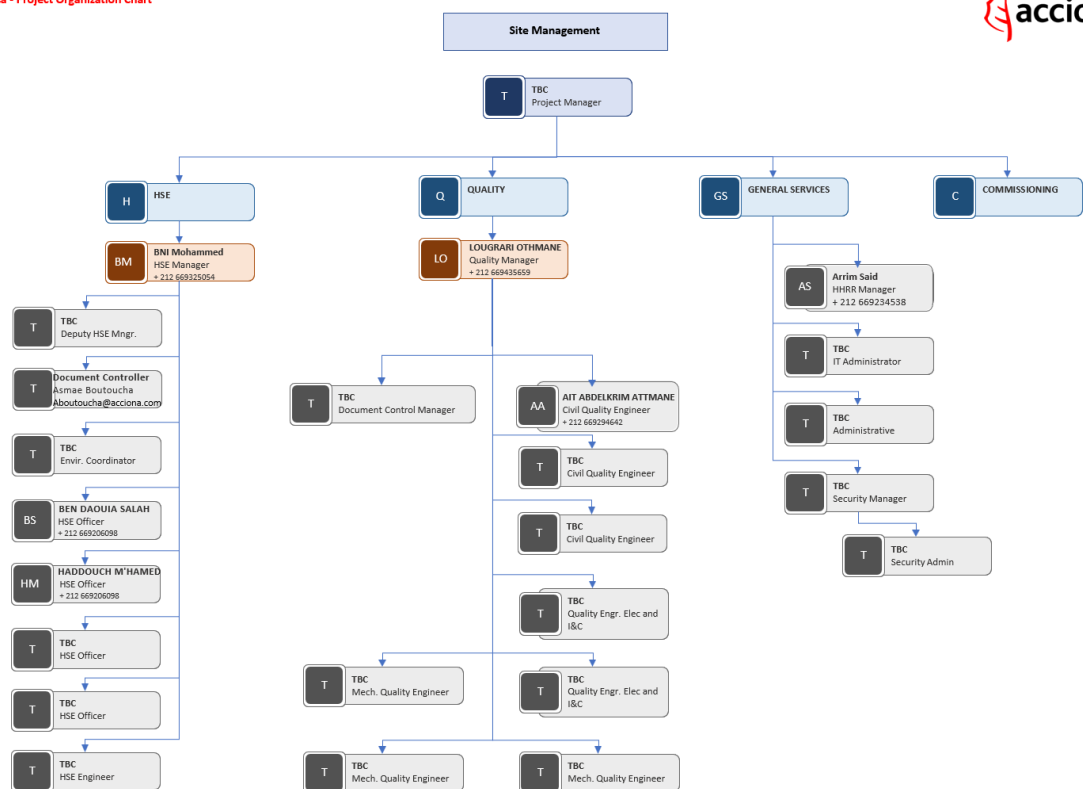 - Project Organization Chart
accio
Site Management
T
TBC
Project Manager
H
HSE
Q
QUALITY
GS
GENERAL SERVICES
C
COMMISSIONING
BM
BNI Mohammed
HSE Manager
+ 212 669325054
LO
LOUGRARI OTHMANE
Quality Manager
+ 212 669435659
AS
Arrim Said
HHRR Manager
+ 212 669234538
T
TBC
Deputy HSE Mngr.
T
TBC
IT Administrator
T
Document Controller
Asmae Boutoucha
Aboutoucha@acciona.com
T
TBC
Document Control Manager
AA
AIT ABDELKRIM ATTMANE
Civil Quality Engineer
+ 212 669294642
T
TBC
Administrative
T
TBC
Envir. Coordinator
T
TBC
Civil Quality Engineer
T
TBC
Security Manager
BS
BEN DAOUIA SALAH
HSE Officer
+ 212 669206098
T
TBC
Civil Quality Engineer
T
TBC
Security Admin
HM
HADDOUCH M'HAMED
HSE Officer
+ 212 669206098
T
TBC
Quality Engr. Elec and
I&C
T
TBC
HSE Officer
T
TBC
Mech. Quality Engineer
T
TBC
Quality Engr. Elec and
I&C
T
TBC
HSE Officer
T
TBC
HSE Engineer
T
TBC
Mech. Quality Engineer
T
TBC
Mech. Quality Engineer